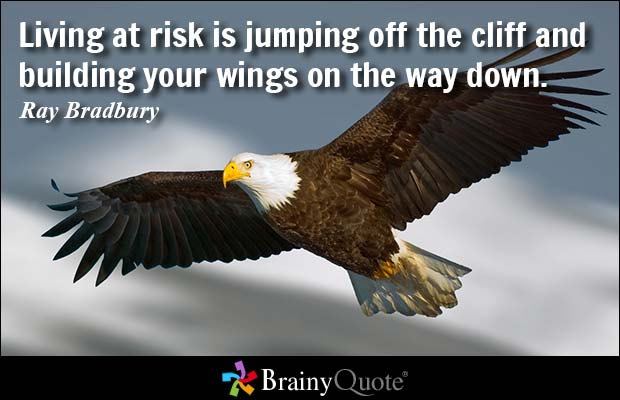 Living at risk is jumping off the cliff and
building your wings on the way down.
Ray Bradbury
BrainyQuote®